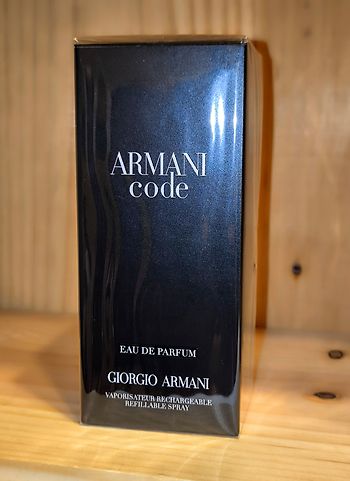 ARMANI
code
EAU DE PARFUM
GIORGIO ARMANI
VAPORISATEUR RECHARGEABLE
REFILLABLE SPRAY